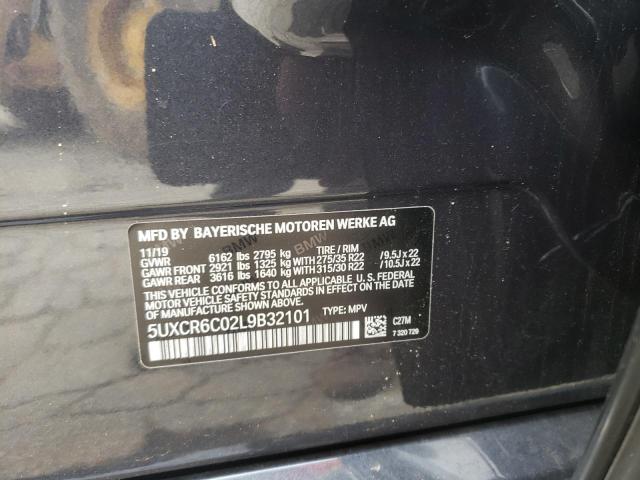 MFD BY BAYERISCHE MOTOREN WERKE AG
11/19
GVWR 6162 lbs 2795 kg TIRE / RIM
GAWR FRONT 2921 lbs 1325 kg WITH 275/35 R22 /9.5J x 22
GAWR REAR 3616 lbs 1640 kg WITH 315/30 R22 /10.5J x 22
THIS VEHICLE CONFORMS TO ALL APPLICABLE U. S. FEDERAL
MOTOR VEHICLE SAFETY STANDARDS IN EFFECT ON THE DATE
OF MANUFACTURE SHOWN ABOVE.
5UXCR6C02L9B32101 TYPE: MPV
C27M
7 320 729